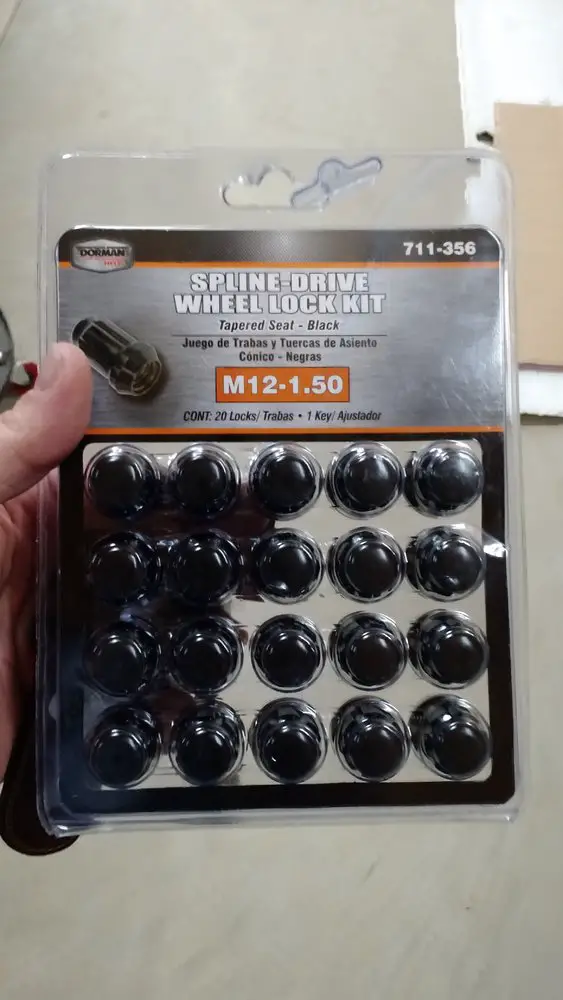 DORMAN
711-356
SPLINE-DRIVE
WHEEL LOCK KIT
Tapered Seat - Black
Juego de Trabas y Tuercas de Asiento
Cónico - Negras
M12-1.50
CONT: 20 Locks/ Trabas • 1 Key/ Ajustador